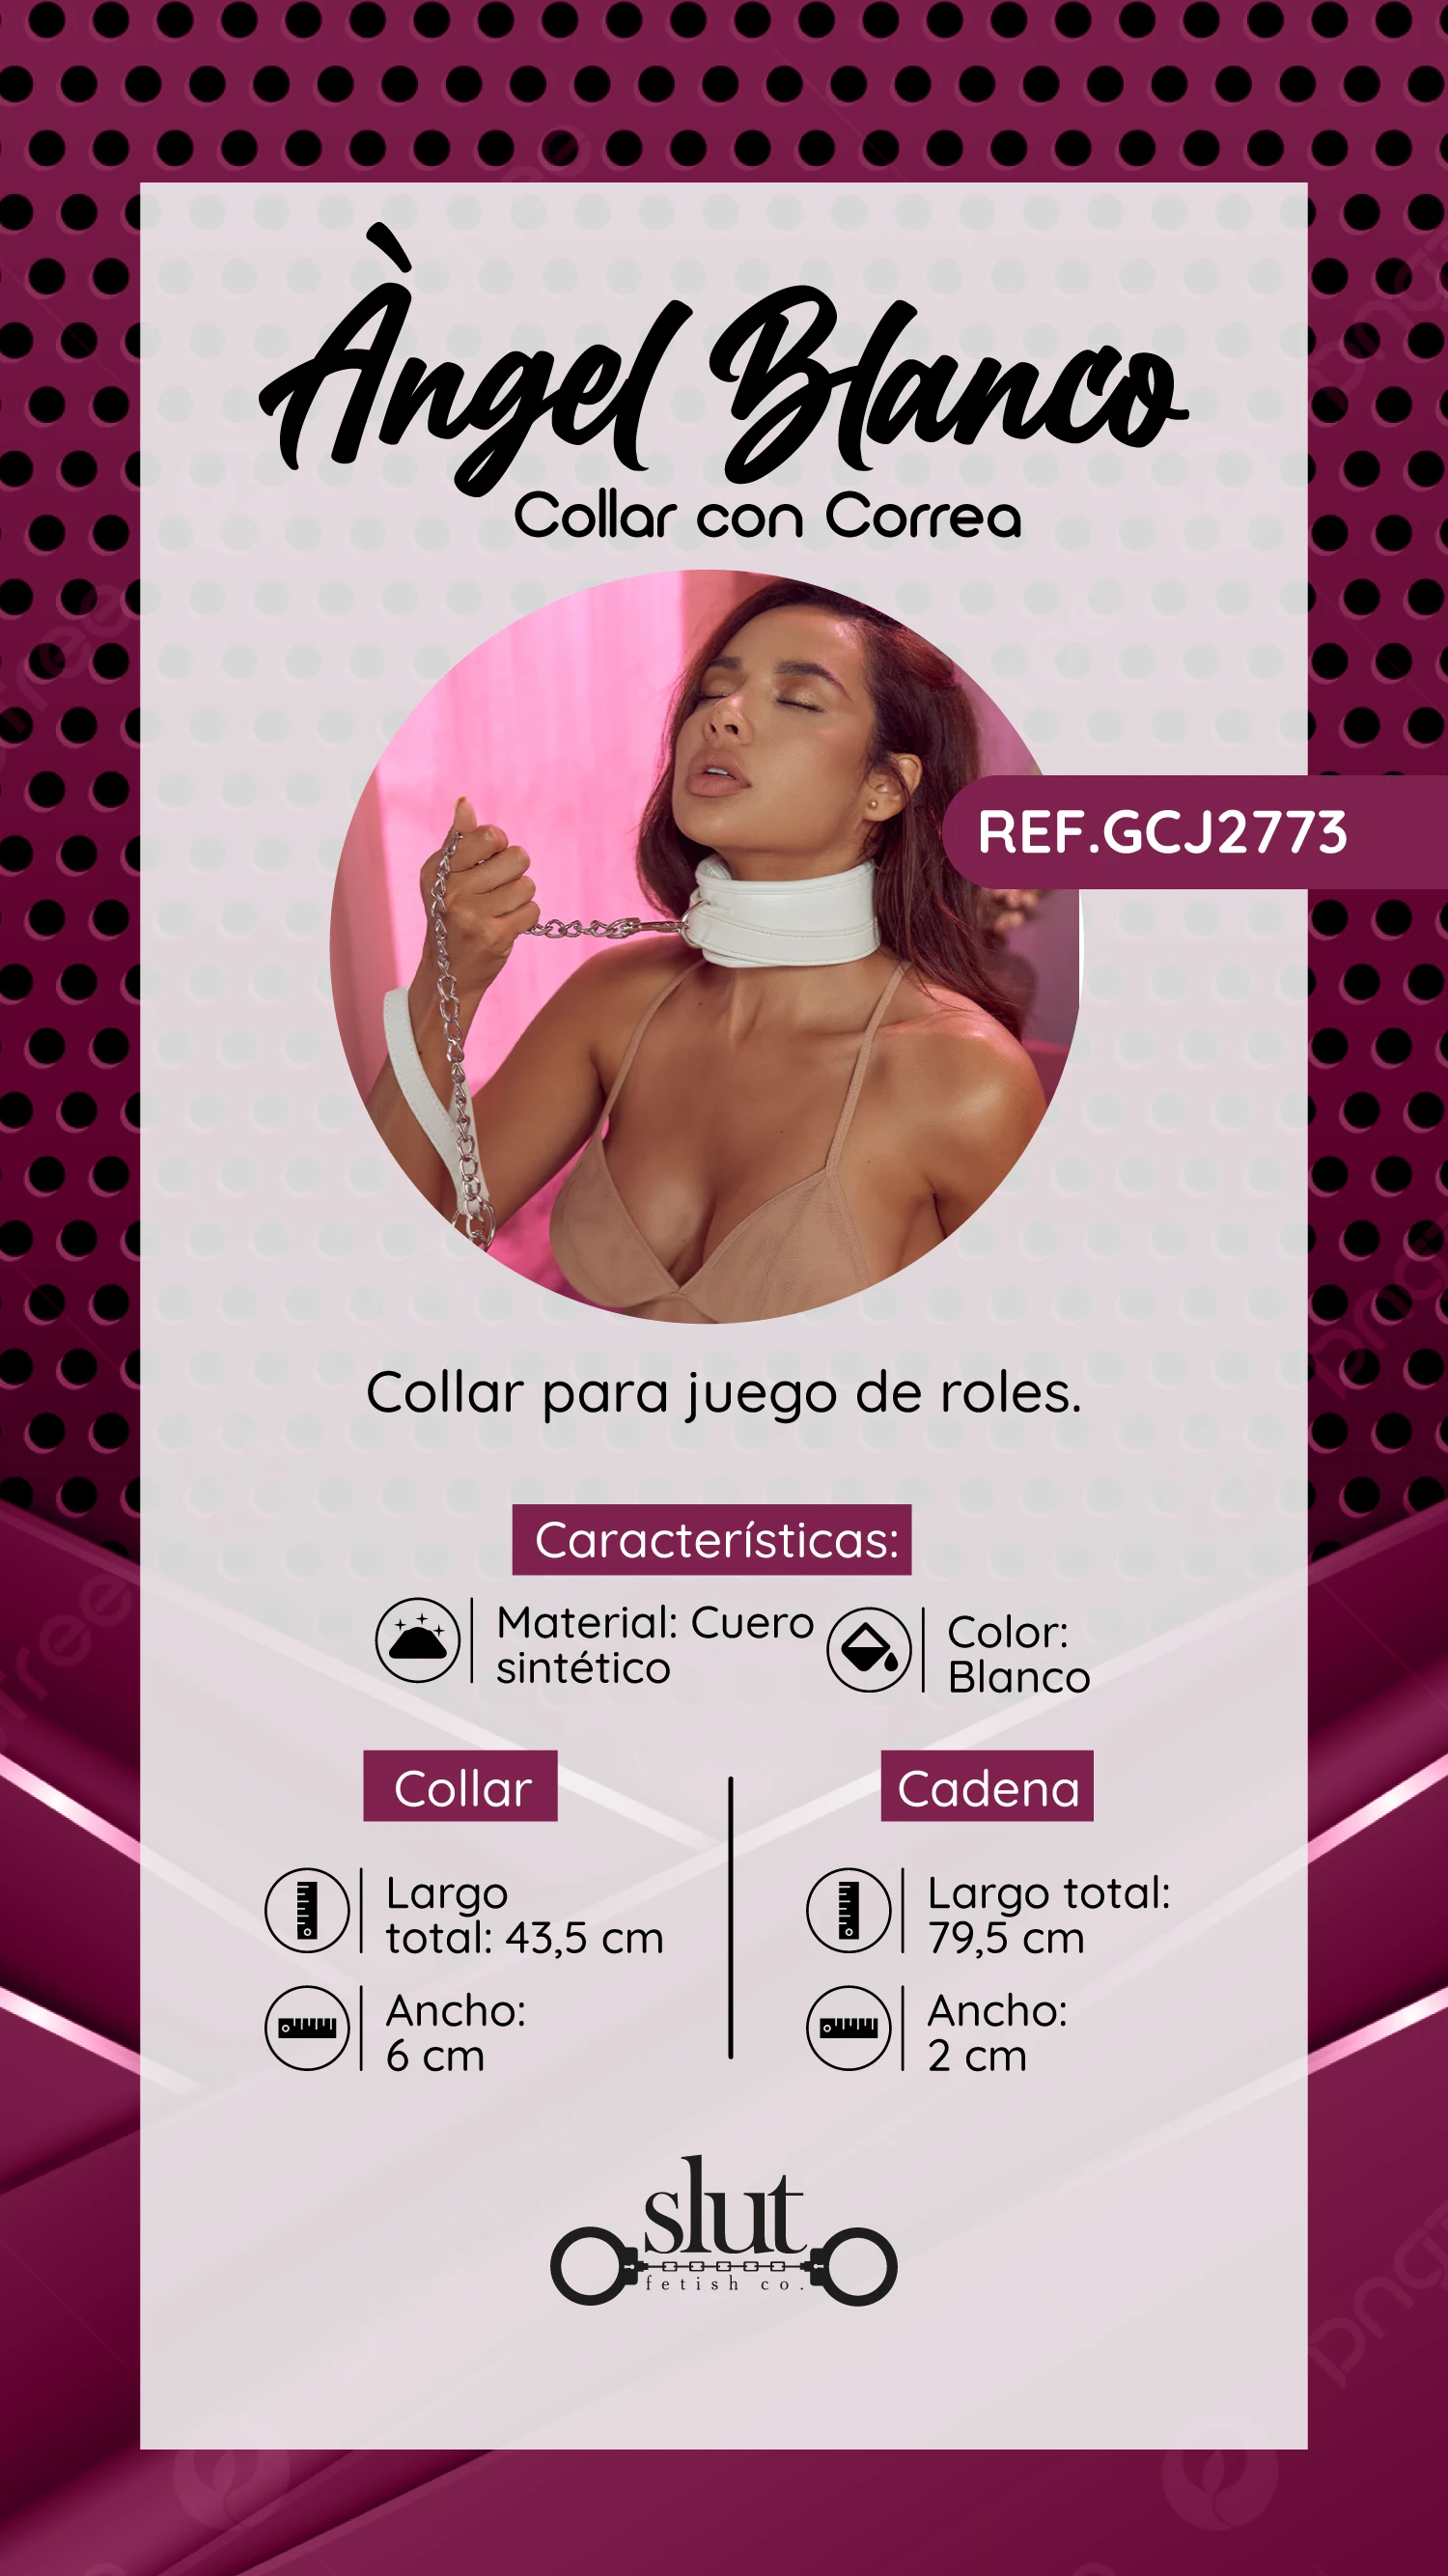 Àngel Blanco
Collar con Correa
REF.GCJ2773
Collar para juego de roles.
Características:
Material: Cuero
sintético
Color:
Blanco
Collar
Cadena
Largo
total: 43,5 cm
Largo total:
79,5 cm
Ancho:
6 cm
Ancho:
2 cm
slut
fetish co.